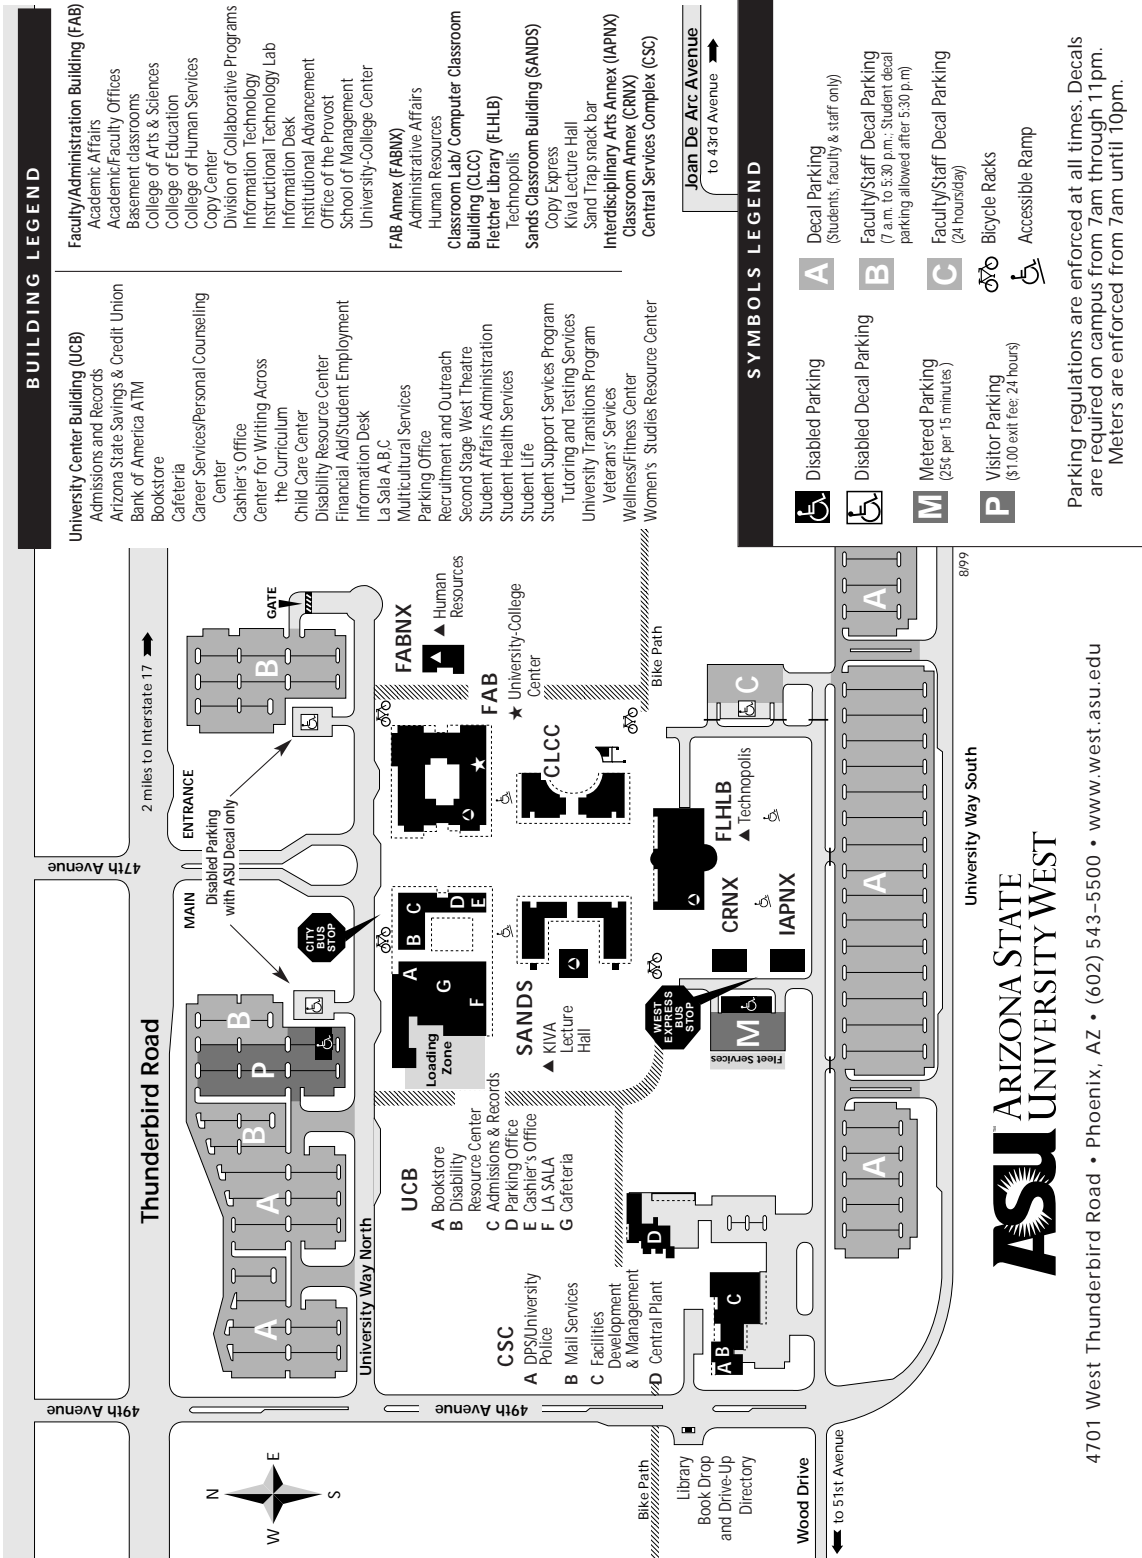 BUILDING LEGEND
University Center Building (UCB)
Admissions and Records
Arizona State Savings & Credit Union
Bank of America ATM
Bookstore
Cafeteria
Career Services/Personal Counseling
Center
Cashier's Office
Center for Writing Across
the Curriculum
Child Care Center
Disability Resource Center
Financial Aid/Student Employment
Information Desk
La Sala A,B,C
Multicultural Services
Parking Office
Recruitment and Outreach
Second Stage West Theatre
Student Affairs Administration
Student Health Services
Student Life
Student Support Services Program
Tutoring and Testing Services
University Transitions Program
Veterans' Services
Wellness/Fitness Center
Women's Studies Resource Center
Faculty/Administration Building (FAB)
Academic Affairs
Academic/Faculty Offices
Basement classrooms
College of Arts & Sciences
College of Education
College of Human Services
Copy Center
Division of Collaborative Programs
Information Technology
Instructional Technology Lab
Information Desk
Institutional Advancement
Office of the Provost
School of Management
University-College Center
FAB Annex (FABNX)
Administrative Affairs
Human Resources
Classroom Lab/ Computer Classroom
Building (CLCC)
Fletcher Library (FLHLB)
Technopolis
Sands Classroom Building (SANDS)
Copy Express
Kiva Lecture Hall
Sand Trap snack bar
Interdisciplinary Arts Annex (IAPNX)
Classroom Annex (CRNX)
Central Services Complex (CSC)
Joan De Arc Avenue
to 43rd Avenue
SYMBOLS LEGEND
Disabled Parking
Disabled Decal Parking
M Metered Parking
(25¢ per 15 minutes)
P Visitor Parking
($1.00 exit fee; 24 hours)
A Decal Parking
(Students, faculty & staff only)
B Faculty/Staff Decal Parking
(7 a.m. to 5:30 p.m.; Student decal
parking allowed after 5:30 p.m)
C Faculty/Staff Decal Parking
(24 hours/day)
Bicycle Racks
Accessible Ramp
Parking regulations are enforced at all times. Decals
are required on campus from 7am through 11pm.
Meters are enforced from 7am until 10pm.
8/99
49th Avenue
47th Avenue
Thunderbird Road
2 miles to Interstate 17
MAIN
ENTRANCE
Disabled Parking
with ASU Decal only
GATE
A
A
B
P
B
B
CITY
BUS
STOP
University Way North
N
W
E
S
49th Avenue
UCB
A Bookstore
B Disability
Resource Center
C Admissions & Records
D Parking Office
E Cashier's Office
F LA SALA
G Cafeteria
Loading
Zone
A
B
C
D
E
F
G
FABNX
▲ Human
Resources
FAB
★ University-College
Center
CSC
A DPS/University
Police
B Mail Services
C Facilities
Development
& Management
D Central Plant
SANDS
▲ KIVA
Lecture
Hall
CLCC
Bike Path
Bike Path
D
WEST
EXPRESS
BUS
STOP
M
Fleet Services
CRNX
IAPNX
FLHLB
▲ Technopolis
C
A
B
C
Library
Book Drop
and Drive-Up
Directory
Wood Drive
to 51st Avenue
A
A
A
University Way South
ASU™ ARIZONA STATE
UNIVERSITY WEST
4701 West Thunderbird Road • Phoenix, AZ • (602) 543–5500 • www.west.asu.edu